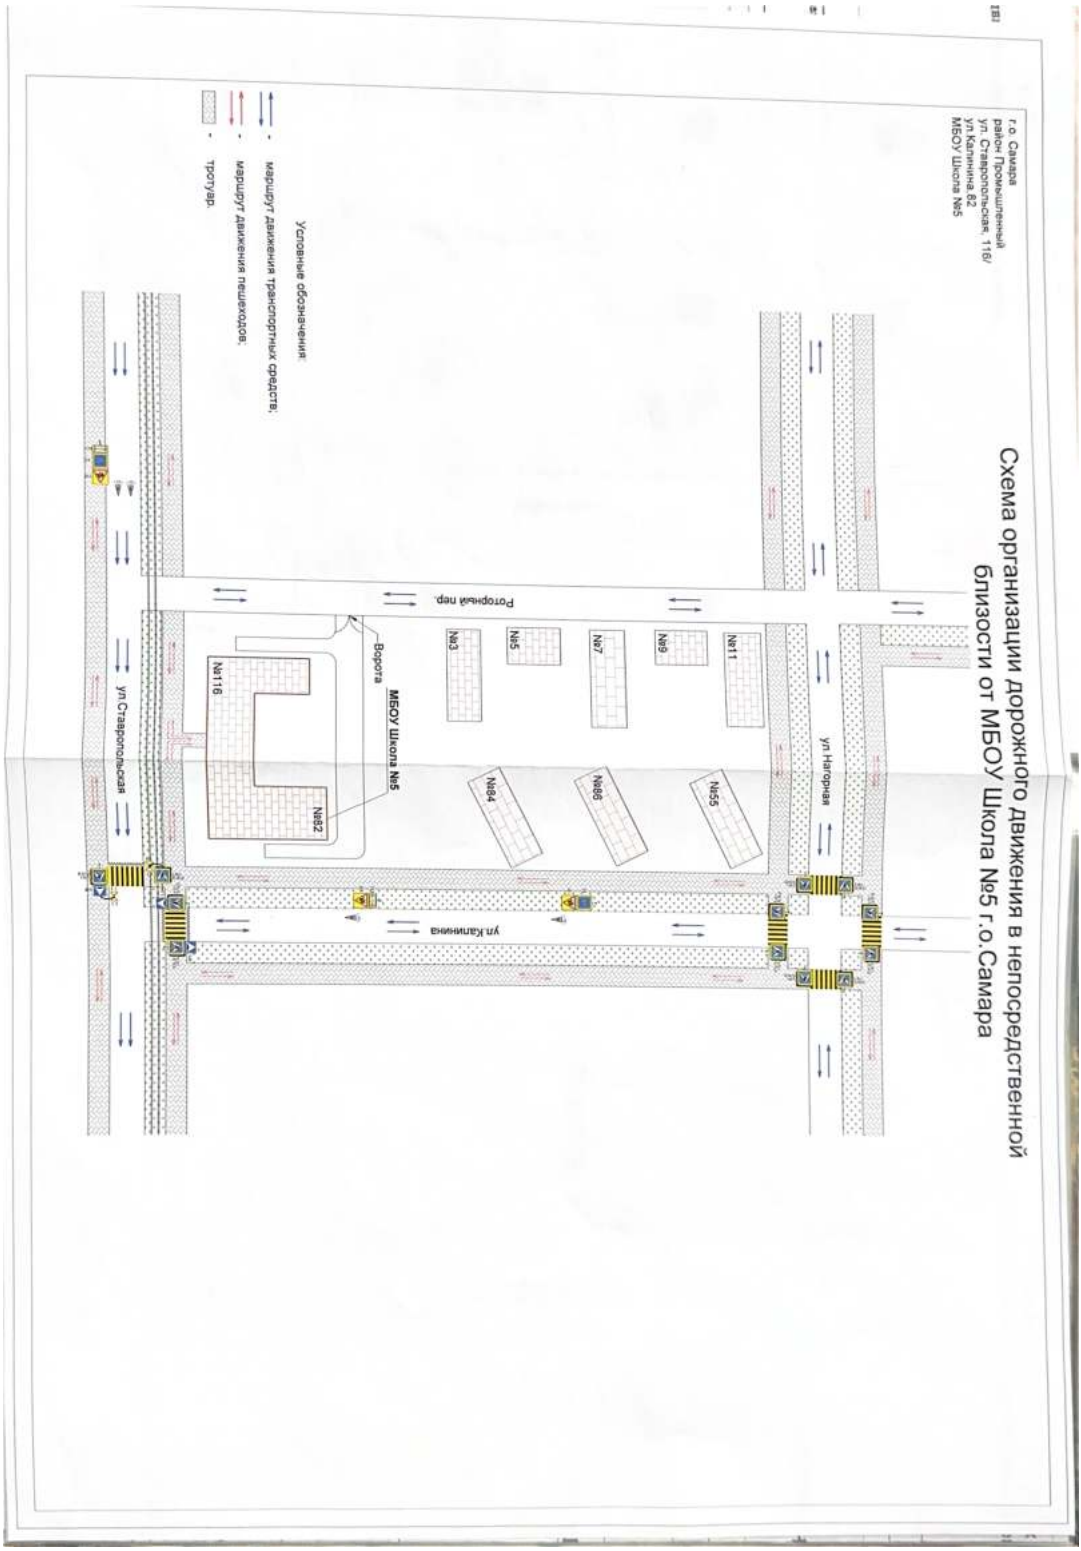 г.о. Самара
район Промышленный
ул. Ставропольская, 116/
ул.Калинина,82
МБОУ Школа №5
Схема организации дорожного движения в непосредственной
близости от МБОУ Школа №5 г.о.Самара
ул.Нагорная
№11
№9
№7
№5
№3
№55
№86
№84
Роторный пер.
ул.Калинина
Ворота
МБОУ Школа №5
№116
№82
ул.Ставропольская
Условные обозначения:
- маршрут движения транспортных средств;
- маршрут движения пешеходов;
- тротуар.